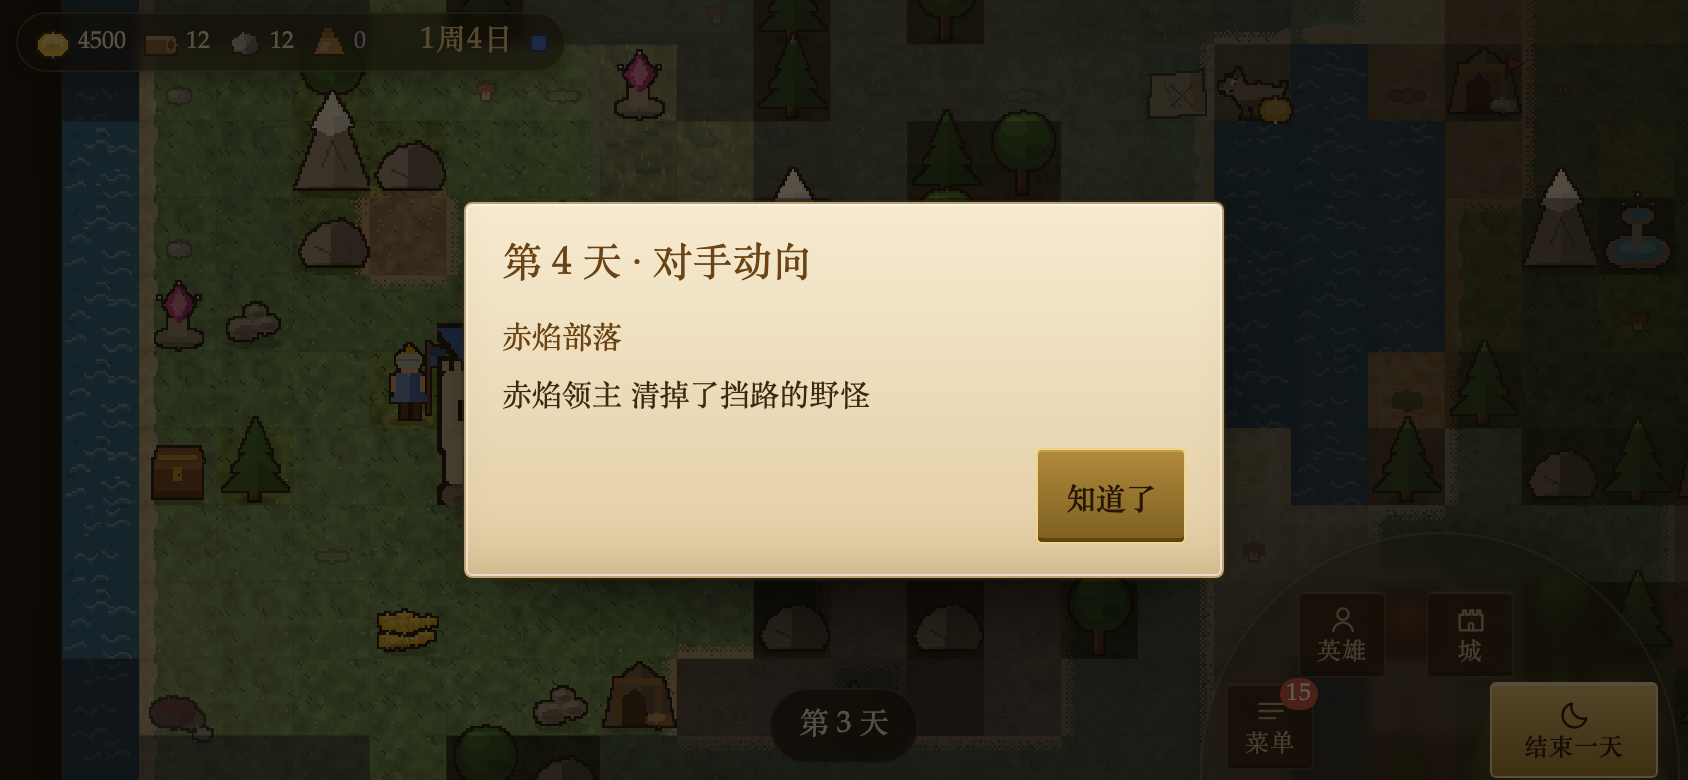 4500 12 12 0 1周4日
第 4 天 · 对手动向
赤焰部落
赤焰领主 清掉了挡路的野怪
知道了
英雄
城
15
菜单
第 3 天
结束一天